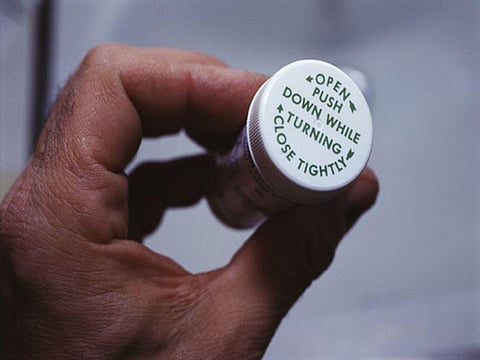 OPEN
PUSH
DOWN WHILE
TURNING
CLOSE TIGHTLY